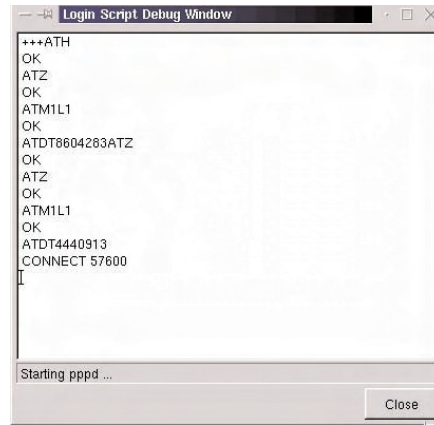 Login Script Debug Window
+++ATH
OK
ATZ
OK
ATM1L1
OK
ATDT8604283ATZ
OK
ATZ
OK
ATM1L1
OK
ATDT4440913
CONNECT 57600
Starting pppd ...
Close